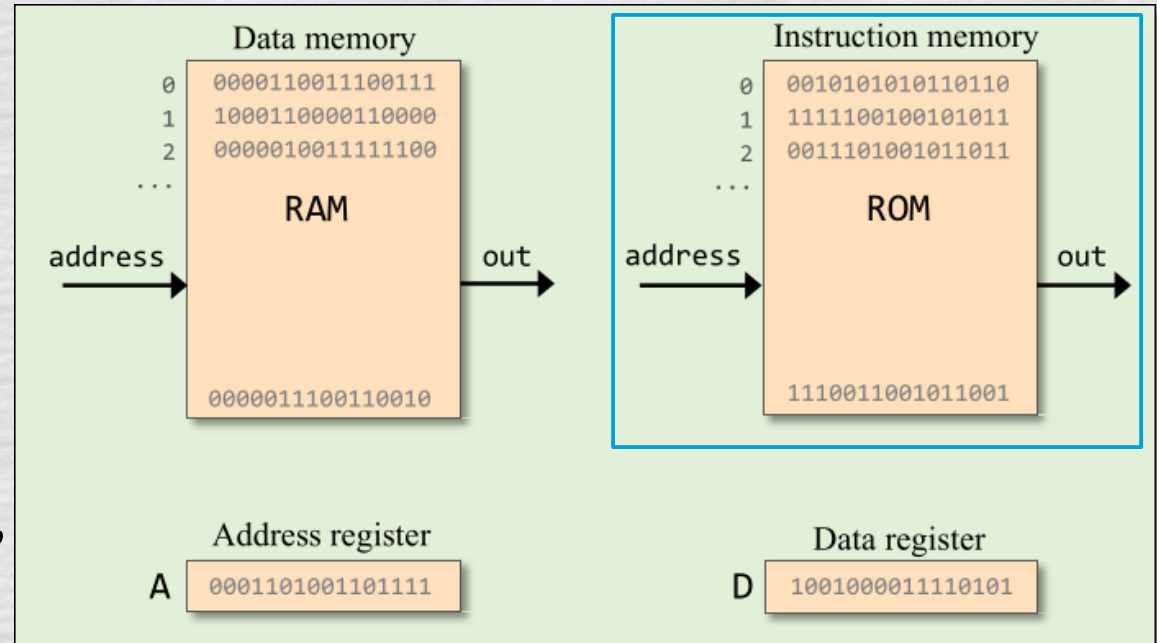 Data memory
0 0000110011100111
1 1000110000110000
2 0000010011111100
...
RAM
address
out
0000011100110010
Instruction memory
0 0010101010110110
1 1111100100101011
2 0011101001011011
...
ROM
address
out
1110011001011001
Address register
A 0001101001101111
Data register
D 1001000011110101